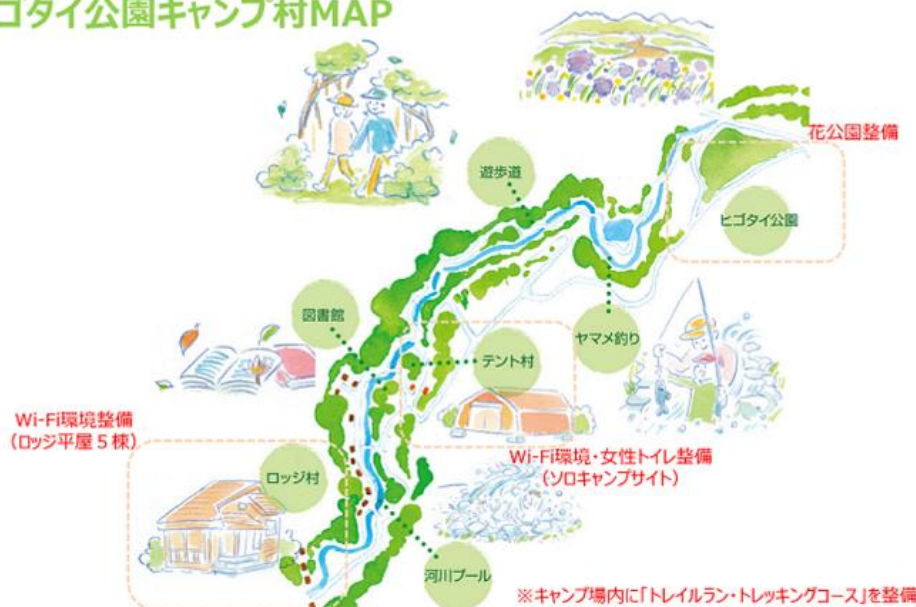 ゴタイ公園キャンプ村MAP
花公園整備
遊歩道
ヒゴタイ公園
図書館
ヤマメ釣り
テント村
Wi-Fi環境整備
(ロッジ平屋5棟)
Wi-Fi環境・女性トイレ整備
(ソロキャンプサイト)
ロッジ村
河川プール
※キャンプ場内に「トレイルラン・トレッキングコース」を整備